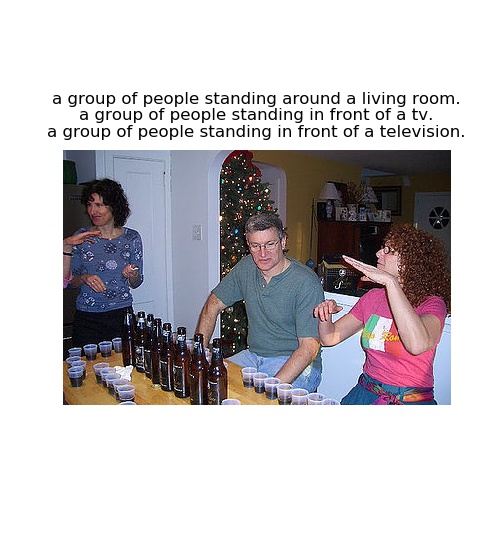 a group of people standing around a living room.
a group of people standing in front of a tv.
a group of people standing in front of a television.